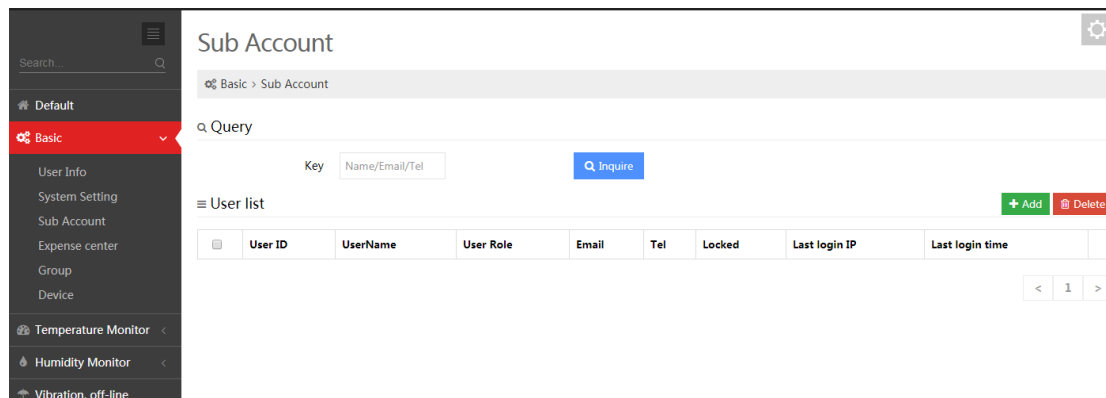 Search...
Default
Basic
User Info
System Setting
Sub Account
Expense center
Group
Device
Temperature Monitor <
Humidity Monitor <
Vibration, off-line
Sub Account
Basic > Sub Account
Query
Key Name/Email/Tel Inquire
User list + Add Delete
User ID UserName User Role Email Tel Locked Last login IP Last login time
< 1 >